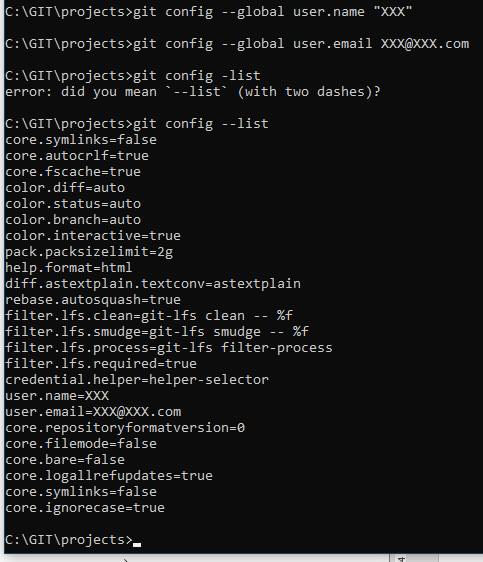 C:\GIT\projects>git config --global user.name "XXX"
C:\GIT\projects>git config --global user.email XXX@XXX.com
C:\GIT\projects>git config -list
error: did you mean `--list` (with two dashes)?
C:\GIT\projects>git config --list
core.symlinks=false
core.autocrlf=true
core.fscache=true
color.diff=auto
color.status=auto
color.branch=auto
color.interactive=true
pack.packsizelimit=2g
help.format=html
diff.astextplain.textconv=astextplain
rebase.autosquash=true
filter.lfs.clean=git-lfs clean -- %f
filter.lfs.smudge=git-lfs smudge -- %f
filter.lfs.process=git-lfs filter-process
filter.lfs.required=true
credential.helper=helper-selector
user.name=XXX
user.email=XXX@XXX.com
core.repositoryformatversion=0
core.filemode=false
core.bare=false
core.logallrefupdates=true
core.symlinks=false
core.ignorecase=true
C:\GIT\projects>